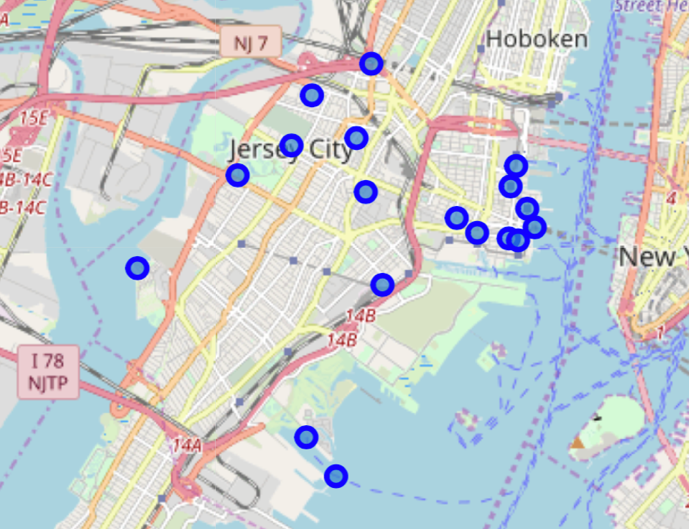 Street He
A
Hoboken
NJ 7
15E
5E
Jersey City
4B-14C
B-14C
4
New Y
14B
14B
1
I 78
NJTP
14A